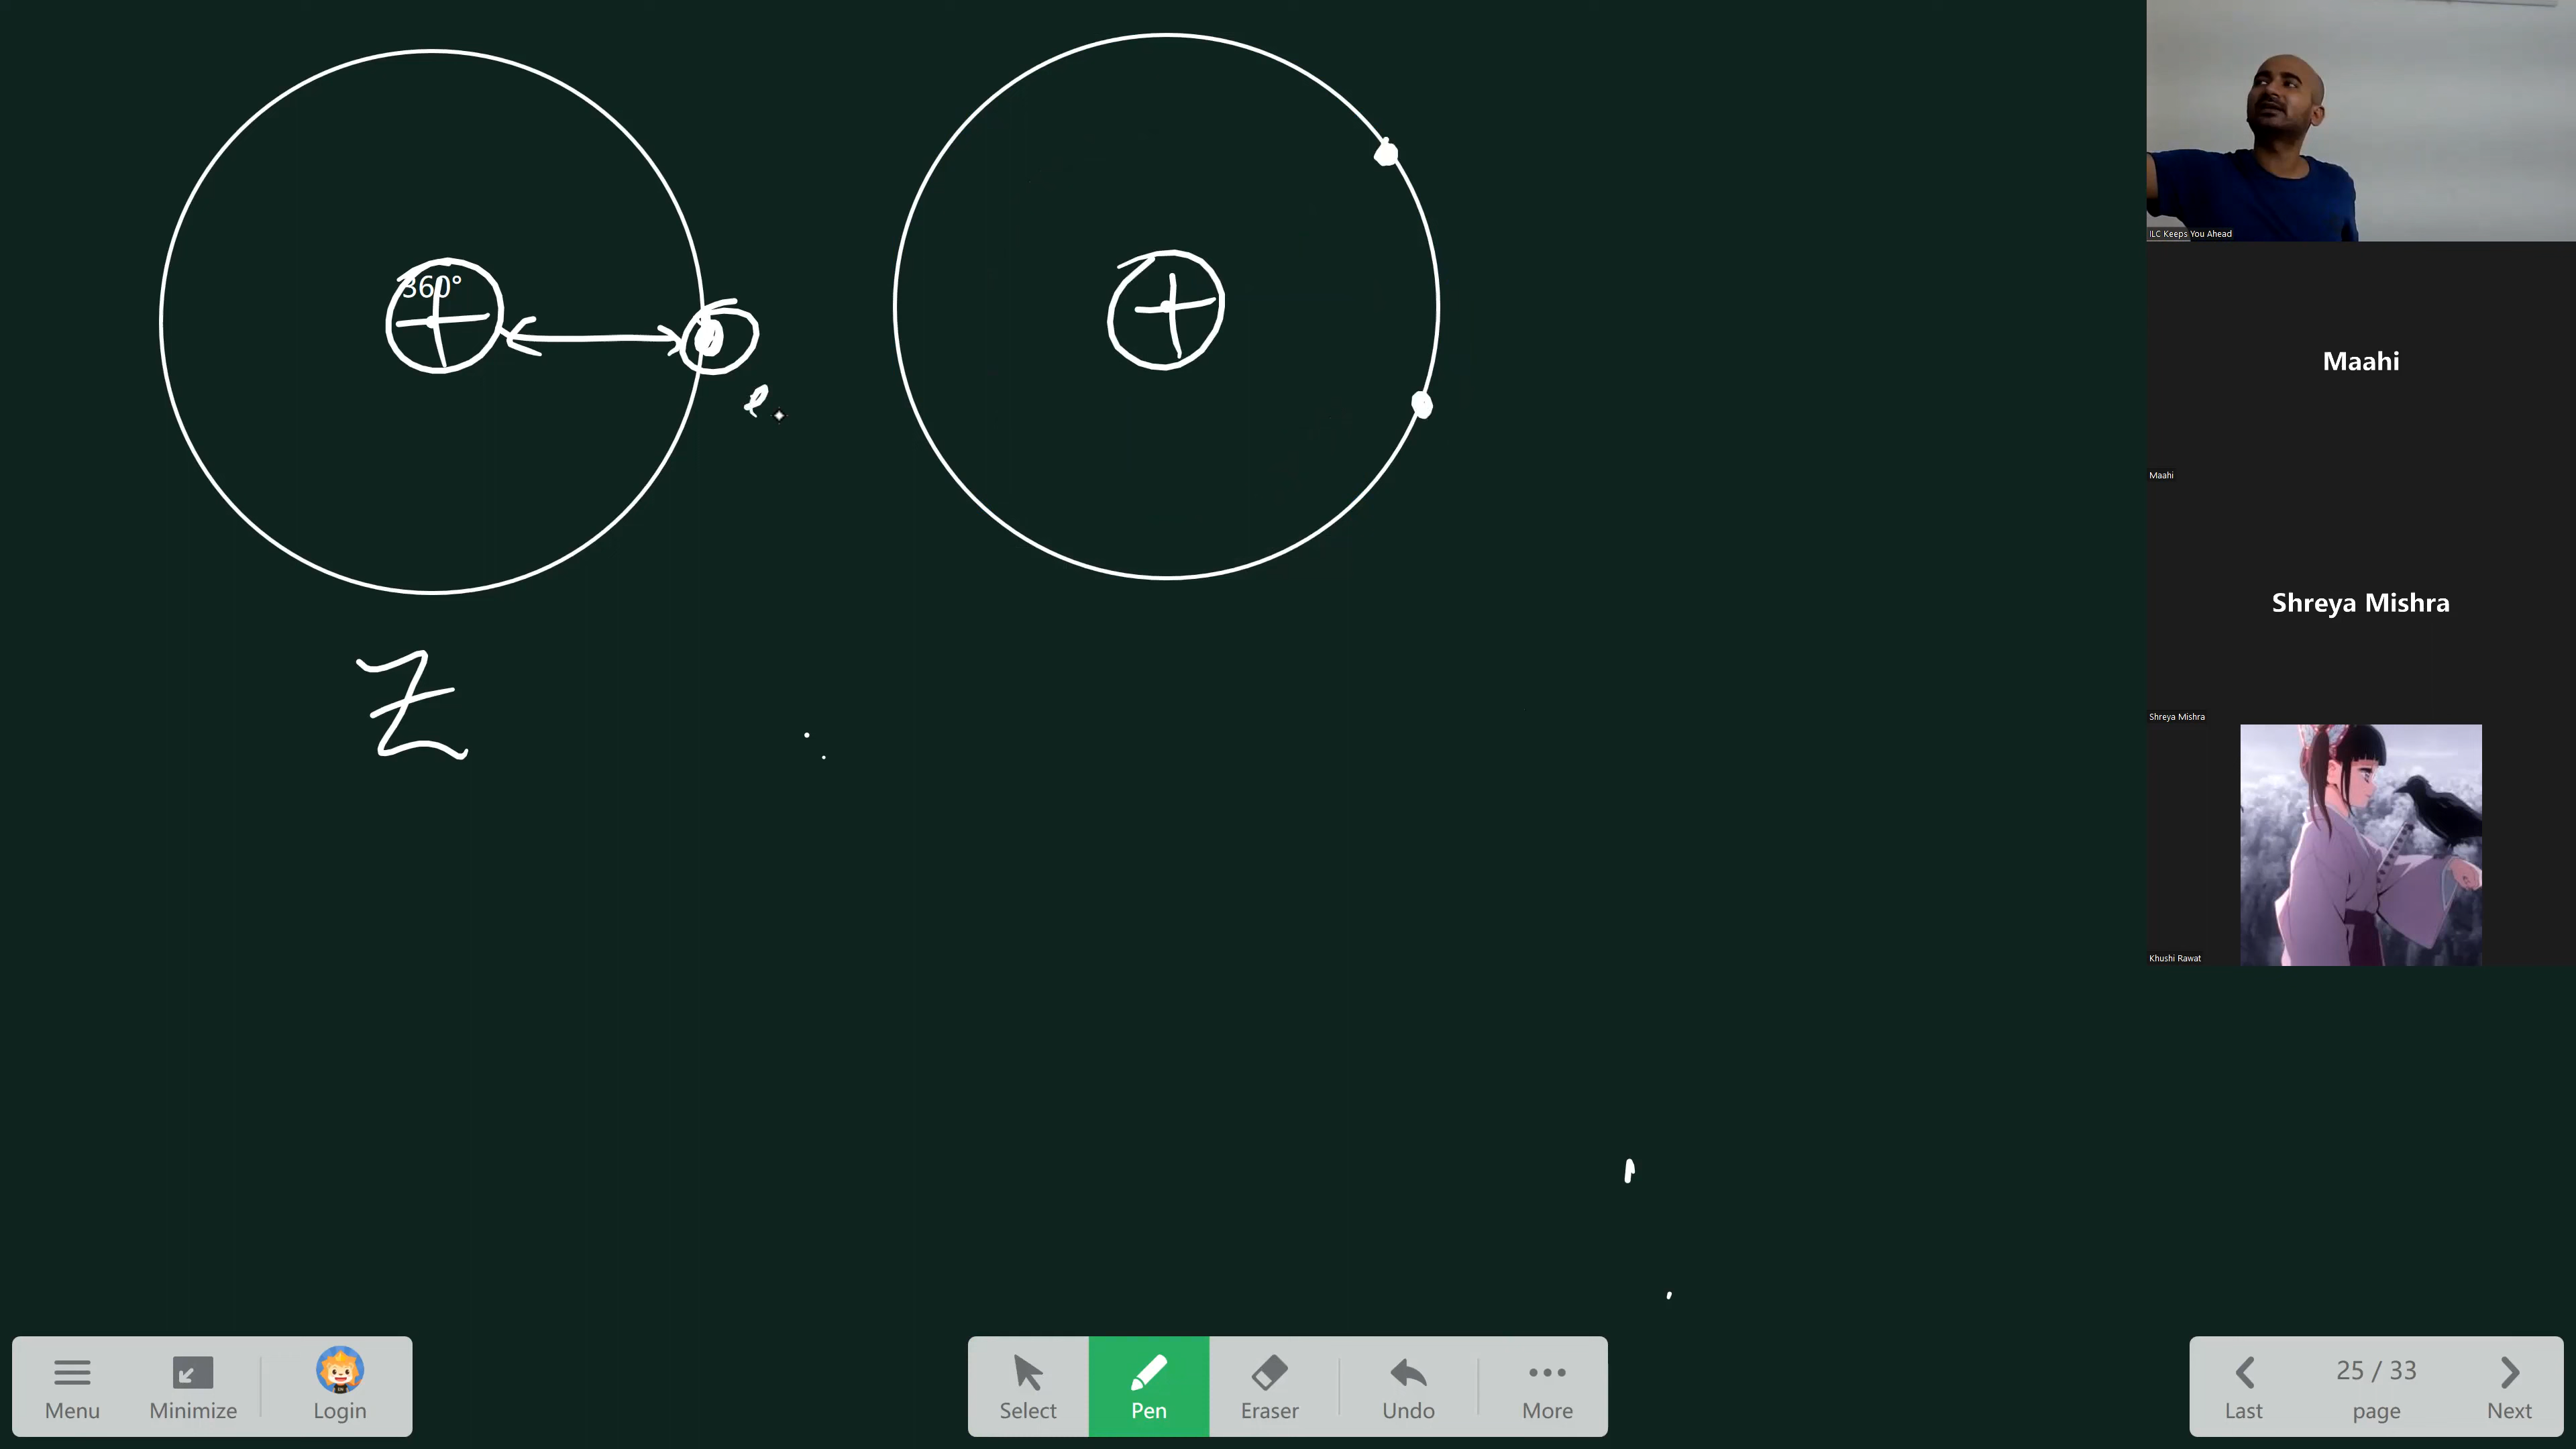 360°
e
Z
ILC Keeps You Ahead
Maahi
Maahi
Shreya Mishra
Shreya Mishra
Khushi Rawat
Menu
Minimize
Login
Select
Pen
Eraser
Undo
More
Last
25 / 33
page
Next